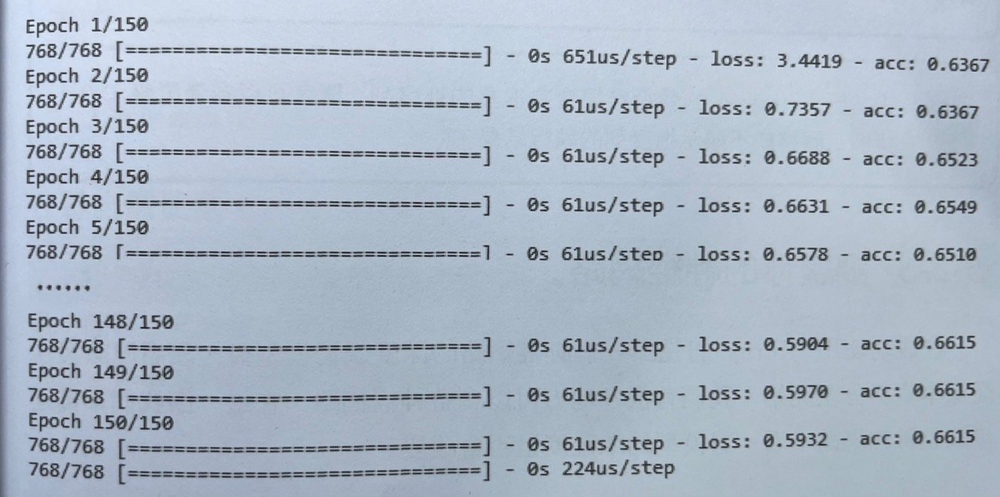 Epoch 1/150
768/768 [==============================] - 0s 651us/step - loss: 3.4419 - acc: 0.6367
Epoch 2/150
768/768 [==============================] - 0s 61us/step - loss: 0.7357 - acc: 0.6367
Epoch 3/150
768/768 [==============================] - 0s 61us/step - loss: 0.6688 - acc: 0.6523
Epoch 4/150
768/768 [==============================] - 0s 61us/step - loss: 0.6631 - acc: 0.6549
Epoch 5/150
768/768 [==============================] - 0s 61us/step - loss: 0.6578 - acc: 0.6510
......
Epoch 148/150
768/768 [==============================] - 0s 61us/step - loss: 0.5904 - acc: 0.6615
Epoch 149/150
768/768 [==============================] - 0s 61us/step - loss: 0.5970 - acc: 0.6615
Epoch 150/150
768/768 [==============================] - 0s 61us/step - loss: 0.5932 - acc: 0.6615
768/768 [==============================] - 0s 224us/step